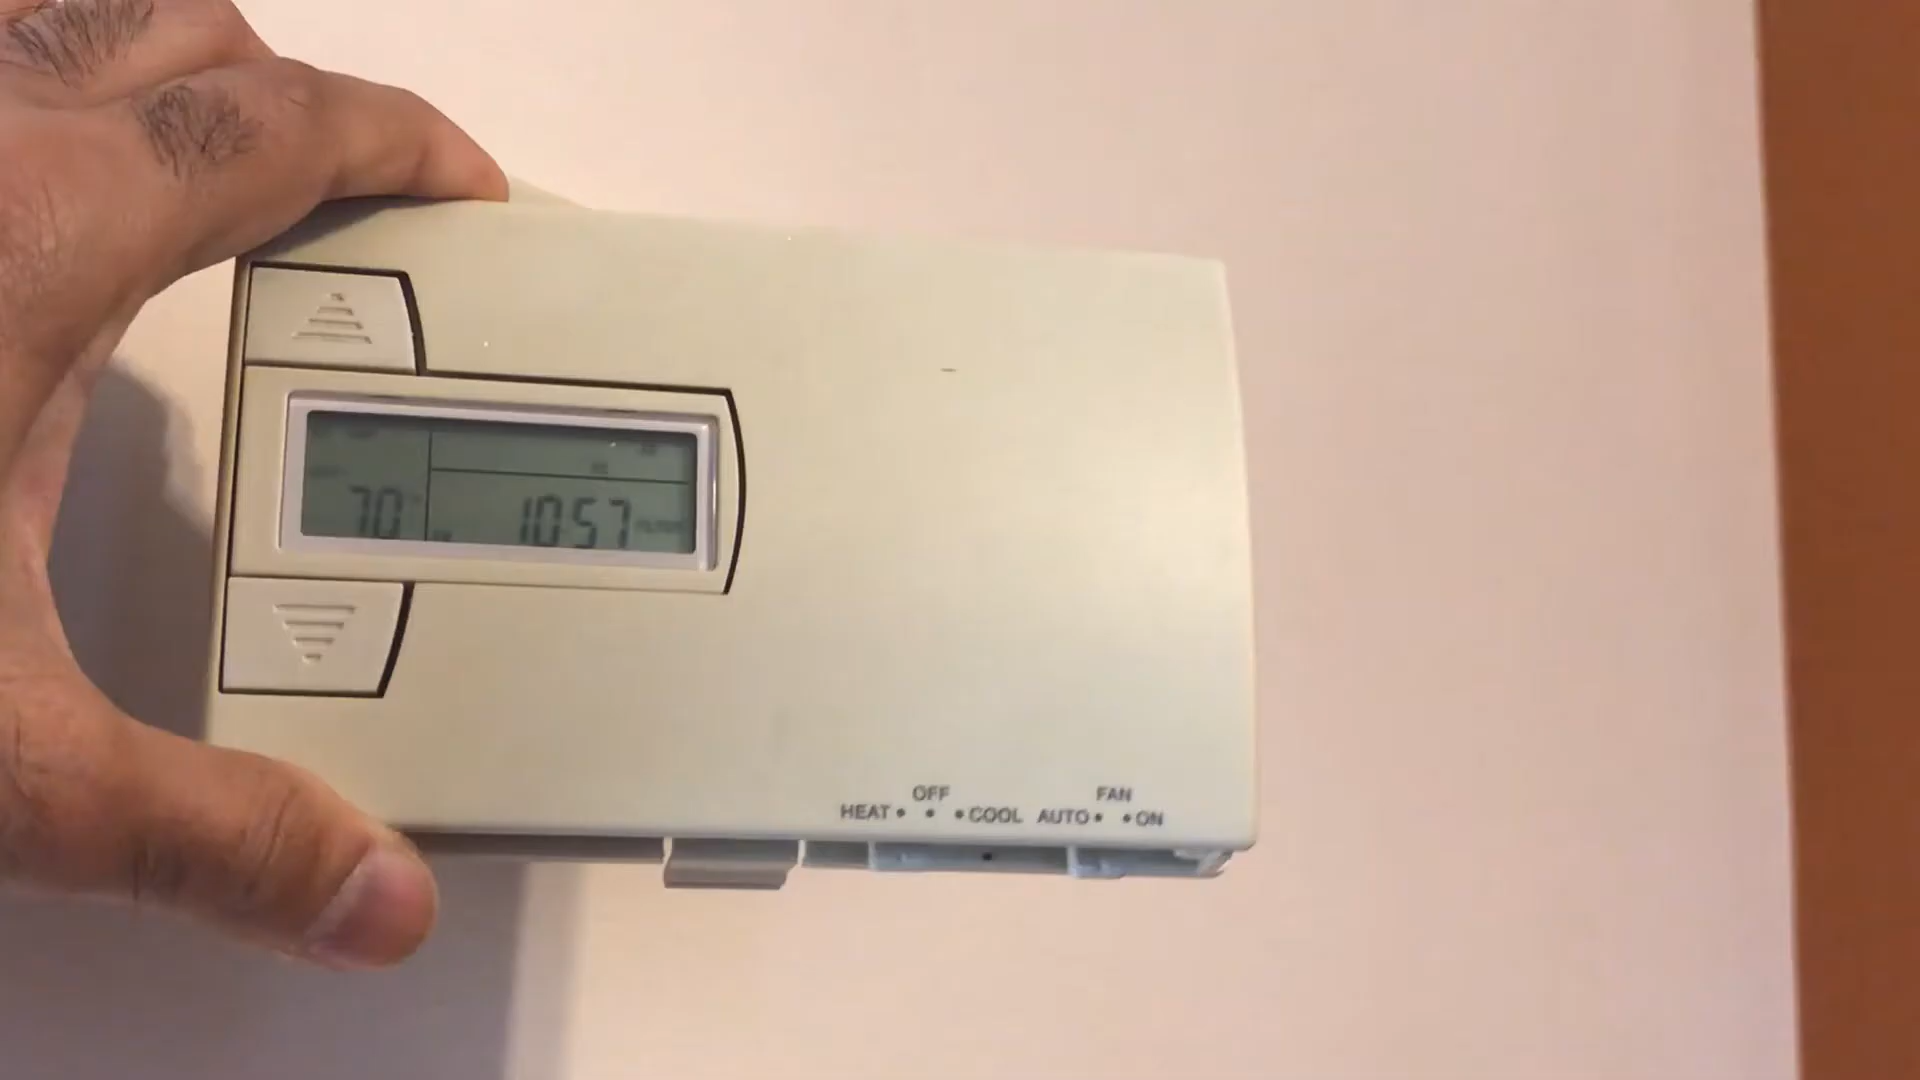 70°
10:57
OFF
FAN
HEAT • • • COOL AUTO • • ON